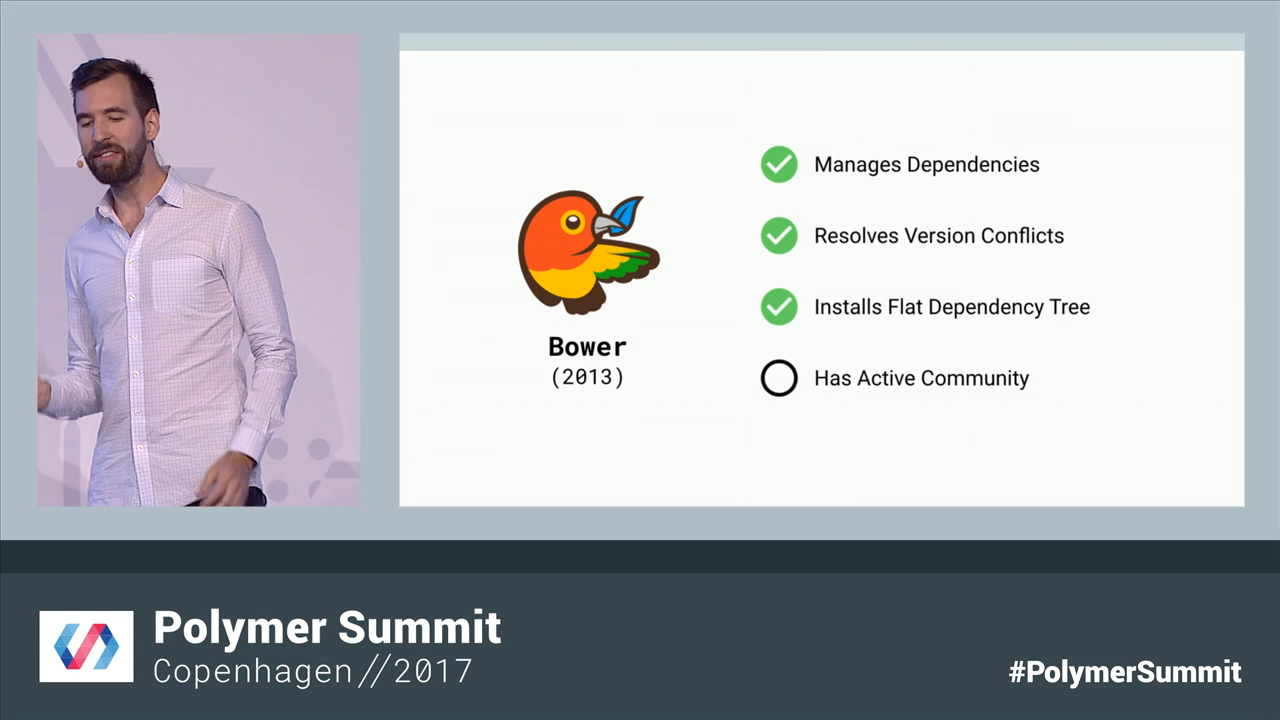 Manages Dependencies
Resolves Version Conflicts
Installs Flat Dependency Tree
Has Active Community
Bower
(2013)
Polymer Summit
Copenhagen//2017
#PolymerSummit